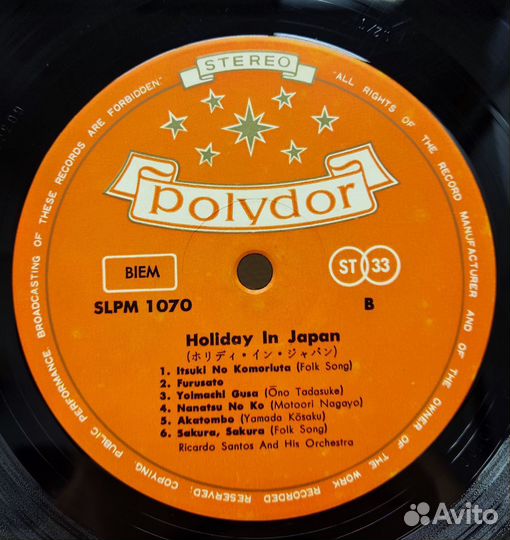 STEREO
polydor
BIEM
ST 33
SLPM 1070
B
Holiday In Japan
(ホリディ・イン・ジャパン)
1. Itsuki No Komoriuta (Folk Song)
2. Furusato
3. Yoimachi Gusa (Ōno Tadasuke)
4. Nanatsu No Ko (Motoori Nagayo)
5. Akatombo (Yamada Kōsaku)
6. Sakura, Sakura (Folk Song)
Ricardo Santos And His Orchestra
"ALL RIGHTS OF THE RECORD MANUFACTURER AND OF THE OWNER OF THE WORK RECORDED RESERVED; COPYING, PUBLIC PERFORMANCE, BROADCASTING OF THESE RECORDS ARE FORBIDDEN"
Avito